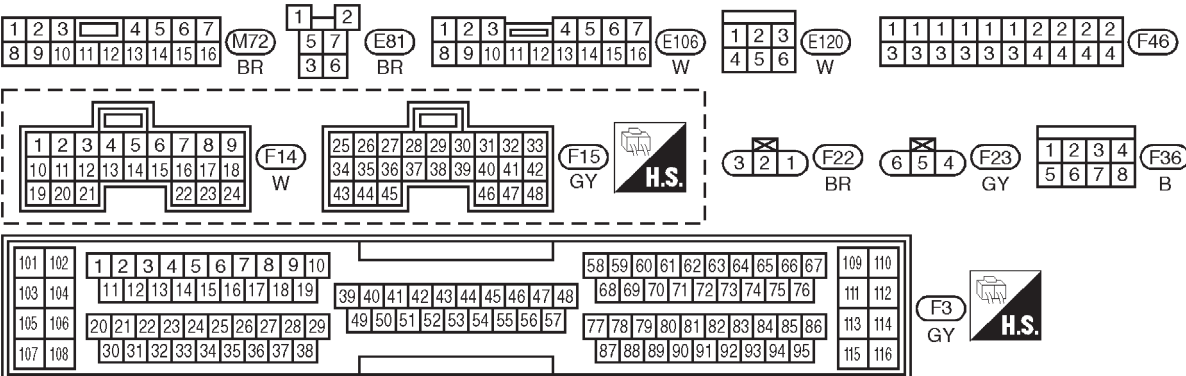 1 2 3 4 5 6 7
8 9 10 11 12 13 14 15 16
M72
BR
1 2
5 7
3 6
E81
BR
1 2 3 4 5 6 7
8 9 10 11 12 13 14 15 16
E106
W
1 2 3
4 5 6
E120
W
1 1 1 1 1 1 2 2 2 2
3 3 3 3 3 3 4 4 4 4
F46
1 2 3 4 5 6 7 8 9
10 11 12 13 14 15 16 17 18
19 20 21 22 23 24
F14
W
25 26 27 28 29 30 31 32 33
34 35 36 37 38 39 40 41 42
43 44 45 46 47 48
F15
GY
H.S.
3 2 1
F22
BR
6 5 4
F23
GY
1 2 3 4
5 6 7 8
F36
B
101 102
103 104
105 106
107 108
1 2 3 4 5 6 7 8 9 10
11 12 13 14 15 16 17 18 19
20 21 22 23 24 25 26 27 28 29
30 31 32 33 34 35 36 37 38
39 40 41 42 43 44 45 46 47 48
49 50 51 52 53 54 55 56 57
58 59 60 61 62 63 64 65 66 67
68 69 70 71 72 73 74 75 76
77 78 79 80 81 82 83 84 85 86
87 88 89 90 91 92 93 94 95
109 110
111 112
113 114
115 116
F3
GY
H.S.